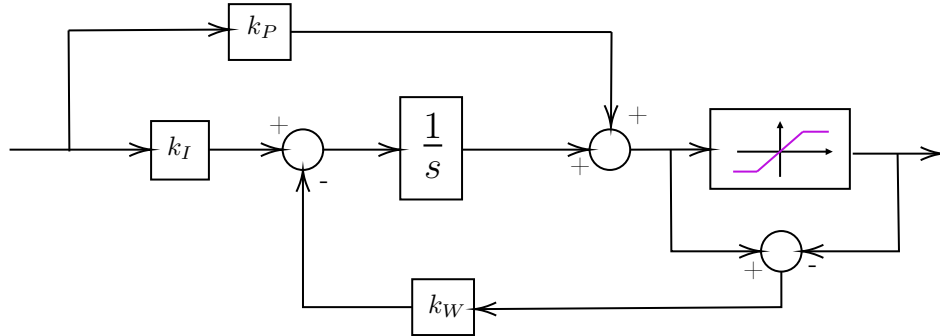 k_P
+
+
k_I
-
1
s
+
k_W
+
-